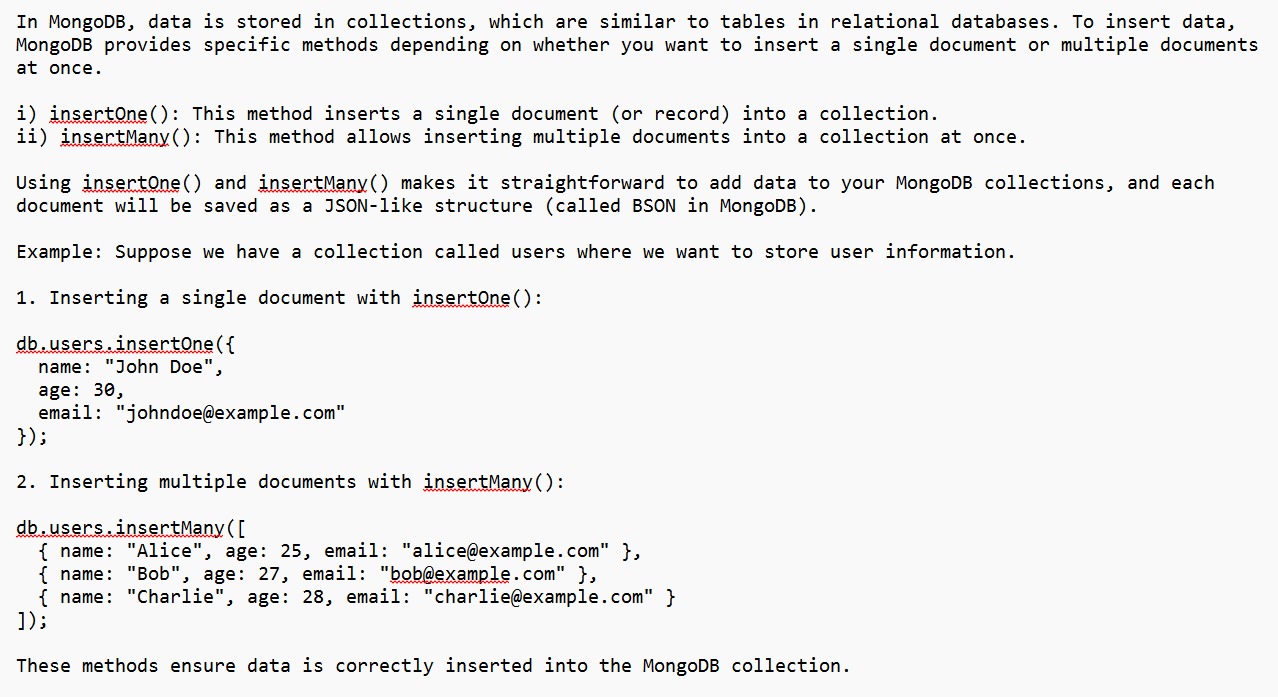 In MongoDB, data is stored in collections, which are similar to tables in relational databases. To insert data,
MongoDB provides specific methods depending on whether you want to insert a single document or multiple documents
at once.

i) insertOne(): This method inserts a single document (or record) into a collection.
ii) insertMany(): This method allows inserting multiple documents into a collection at once.

Using insertOne() and insertMany() makes it straightforward to add data to your MongoDB collections, and each
document will be saved as a JSON-like structure (called BSON in MongoDB).

Example: Suppose we have a collection called users where we want to store user information.

1. Inserting a single document with insertOne():

db.users.insertOne({
  name: "John Doe",
  age: 30,
  email: "johndoe@example.com"
});

2. Inserting multiple documents with insertMany():

db.users.insertMany([
  { name: "Alice", age: 25, email: "alice@example.com" },
  { name: "Bob", age: 27, email: "bob@example.com" },
  { name: "Charlie", age: 28, email: "charlie@example.com" }
]);

These methods ensure data is correctly inserted into the MongoDB collection.